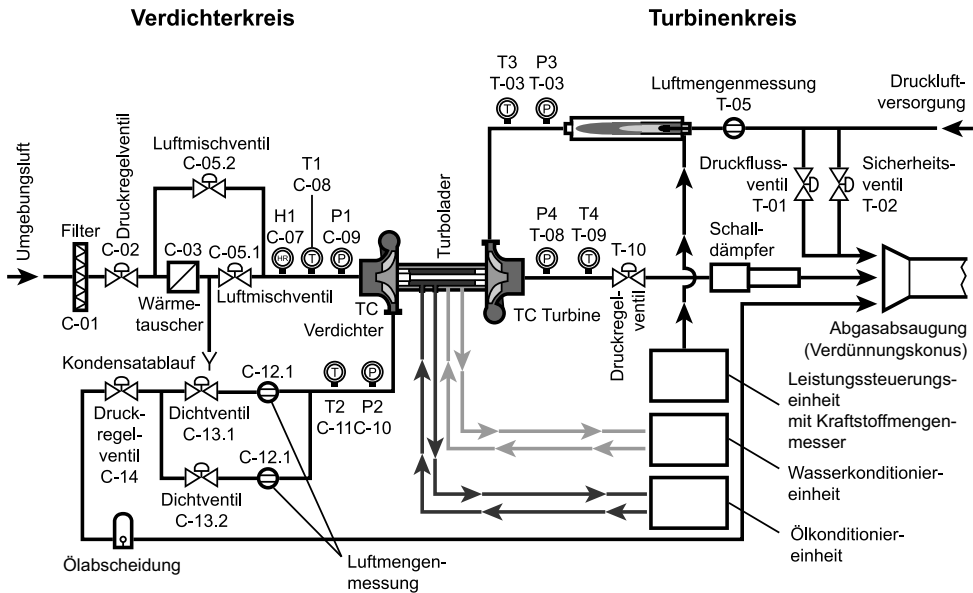 Verdichterkreis
Turbinenkreis
T3
T-03
P3
T-03
Luftmengenmessung
T-05
Druckluft-
versorgung
Umgebungsluft
Filter
C-01
Druckregelventil
C-02
Luftmischventil
C-05.2
C-03
Wärme-
tauscher
C-05.1
Luftmischventil
H1
C-07
HR
T1
C-08
T
P1
C-09
P
Turbolader
TC
Verdichter
TC Turbine
T
P
P4
T-08
P
T4
T-09
T
T-10
Druckregel-
ventil
Druckfluss-
ventil
T-01
Sicherheits-
ventil
T-02
Schall-
dämpfer
Abgasabsaugung
(Verdünnungskonus)
Kondensatablauf
Druck-
regel-
ventil
C-14
Dichtventil
C-13.1
C-12.1
Dichtventil
C-13.2
C-12.1
T
T2
C-11
P
P2
C-10
Leistungssteuerungs-
einheit
mit Kraftstoffmengen-
messer
Wasserkonditionier-
einheit
Ölkonditionier-
einheit
Ölabscheidung
Luftmengen-
messung